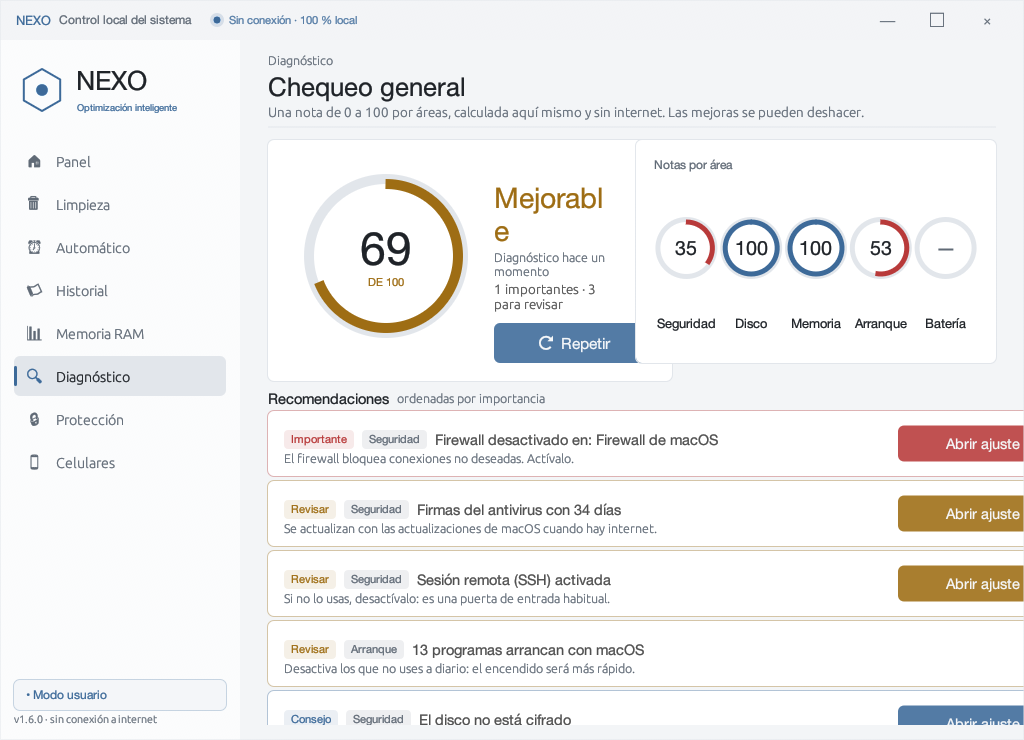 NEXO Control local del sistema Sin conexión · 100 % local
NEXO
Optimización inteligente
Panel
Limpieza
Automático
Historial
Memoria RAM
Diagnóstico
Protección
Celulares
• Modo usuario
v1.6.0 · sin conexión a internet
Diagnóstico
Chequeo general
Una nota de 0 a 100 por áreas, calculada aquí mismo y sin internet. Las mejoras se pueden deshacer.
69
DE 100
Mejorabl
e
Diagnóstico hace un
momento
1 importantes · 3
para revisar
Repetir
Notas por área
35 100 100 53 —
Seguridad Disco Memoria Arranque Batería
Recomendaciones ordenadas por importancia
Importante Seguridad Firewall desactivado en: Firewall de macOS
El firewall bloquea conexiones no deseadas. Actívalo.
Abrir ajuste
Revisar Seguridad Firmas del antivirus con 34 días
Se actualizan con las actualizaciones de macOS cuando hay internet.
Abrir ajuste
Revisar Seguridad Sesión remota (SSH) activada
Si no lo usas, desactívalo: es una puerta de entrada habitual.
Abrir ajuste
Revisar Arranque 13 programas arrancan con macOS
Desactiva los que no uses a diario: el encendido será más rápido.
Consejo Seguridad El disco no está cifrado
Abrir ajuste